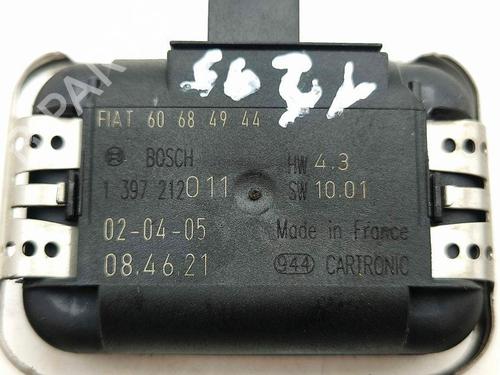 1295
FIAT 60 68 49 44
BOSCH HW 4.3
1 397 212 011 SW 10.01
02-04-05 Made in France
08.46.21 944 CARTRONIC